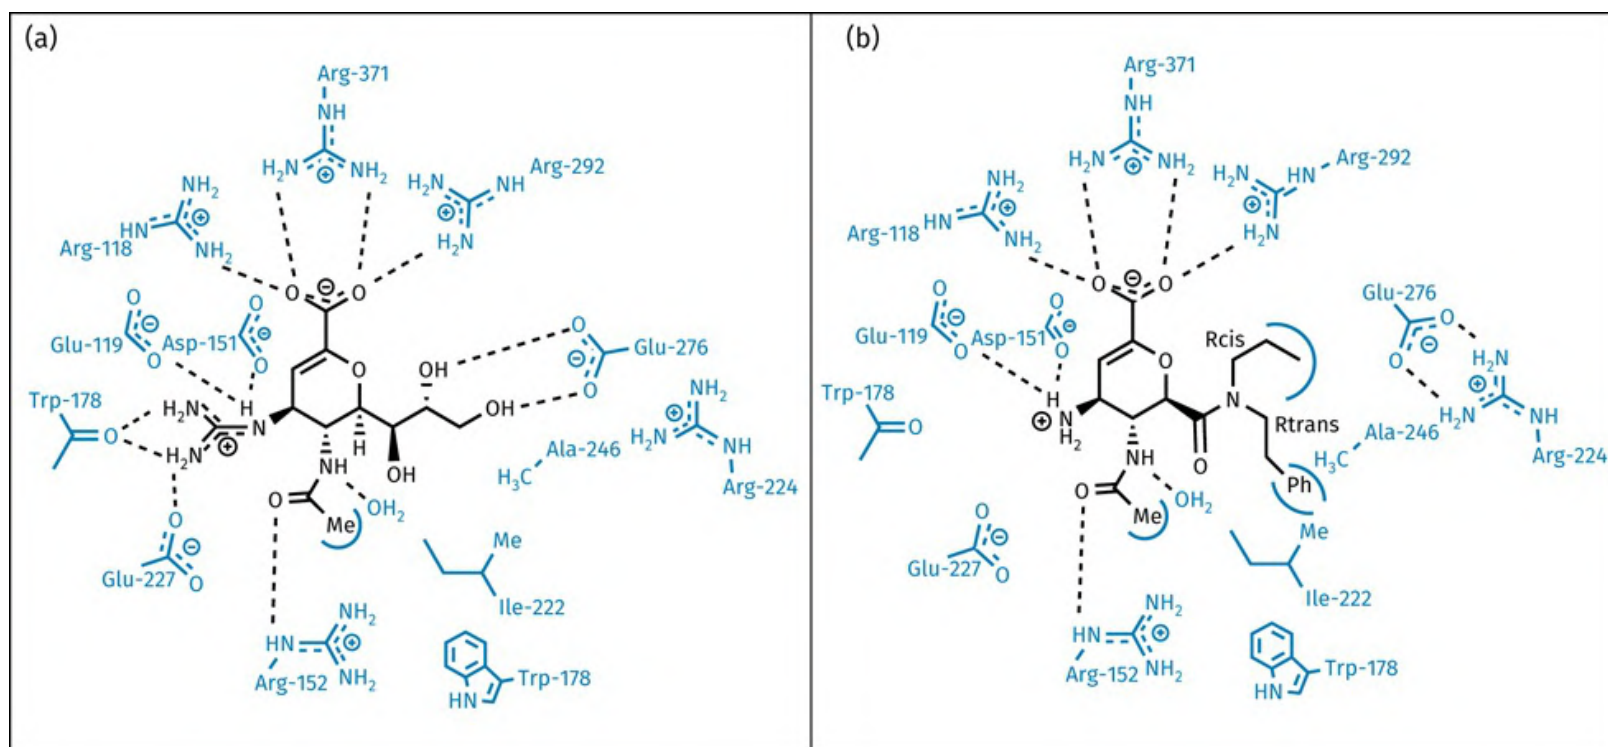 (a)
Arg-371
NH
H₂N
NH₂
⊕
H₂N
NH
Arg-292
⊕
H₂N
NH₂
HN
⊕
NH₂
Arg-118
O
⊖
O
O
⊖
O
Glu-119
O
⊖
O
Asp-151
O
OH
O
⊖
O
Glu-276
Trp-178
O
H₂N
H
N
⊕
H₂N
H
OH
OH
NH₂
⊕
H₂N
NH
Arg-224
Ala-246
H₃C
NH
O
Me
OH₂
O
⊖
O
Glu-227
Me
Ile-222
NH₂
HN
⊕
NH₂
Arg-152
HN
Trp-178
(b)
Arg-371
NH
H₂N
NH₂
⊕
H₂N
HN
Arg-292
⊕
H₂N
NH₂
HN
⊕
NH₂
Arg-118
O
⊖
O
O
⊖
O
Glu-119
O
⊖
O
Asp-151
O
Rcis
Glu-276
O
⊖
O
H₂N
⊕
H₂N
NH
Arg-224
Trp-178
O
H
N
H₂
⊕
N
Rtrans
O
Ala-246
H₃C
Ph
NH
O
Me
OH₂
O
⊖
O
Glu-227
Me
Ile-222
NH₂
HN
⊕
NH₂
Arg-152
HN
Trp-178